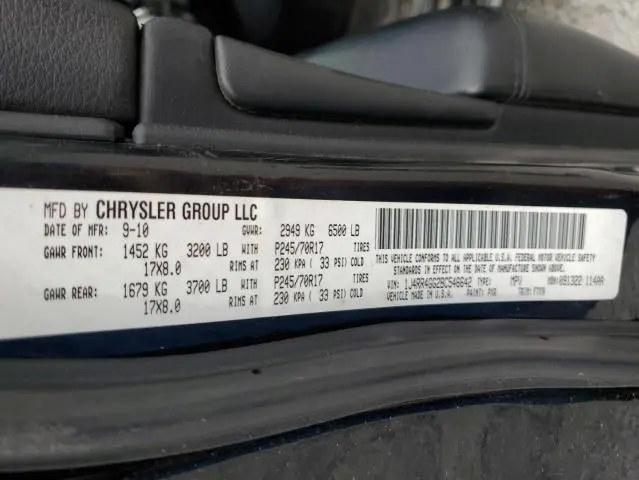 MFD BY CHRYSLER GROUP LLC
DATE OF MFR: 9-10 GVWR: 2949 KG 6500 LB
GAWR FRONT: 1452 KG 3200 LB WITH P245/70R17 TIRES
17X8.0 RIMS AT 230 KPA ( 33 PSI) COLD
GAWR REAR: 1679 KG 3700 LB WITH P245/70R17 TIRES
17X8.0 RIMS AT 230 KPA ( 33 PSI) COLD
THIS VEHICLE CONFORMS TO ALL APPLICABLE U.S.A. FEDERAL MOTOR VEHICLE SAFETY
STANDARDS IN EFFECT ON THE DATE OF MANUFACTURE SHOWN ABOVE.
VIN: 1J4RR4GG2BC546642 TYPE: MPV MDH: 091322 114AA
VEHICLE MADE IN U.S.A. PAINT: PXR TRIM: